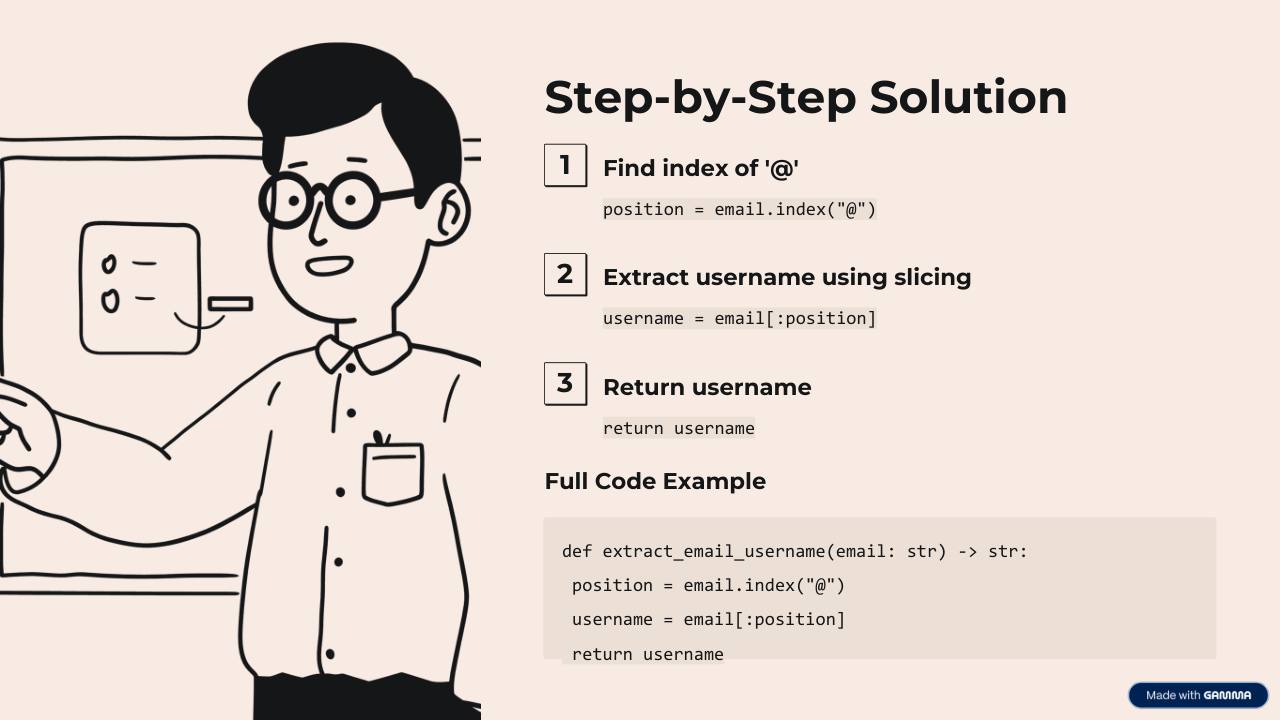 Step-by-Step Solution
1
Find index of '@'
position = email.index("@")
2
Extract username using slicing
username = email[:position]
3
Return username
return username
Full Code Example
def extract_email_username(email: str) -> str:
 position = email.index("@")
 username = email[:position]
 return username
Made with GAMMA